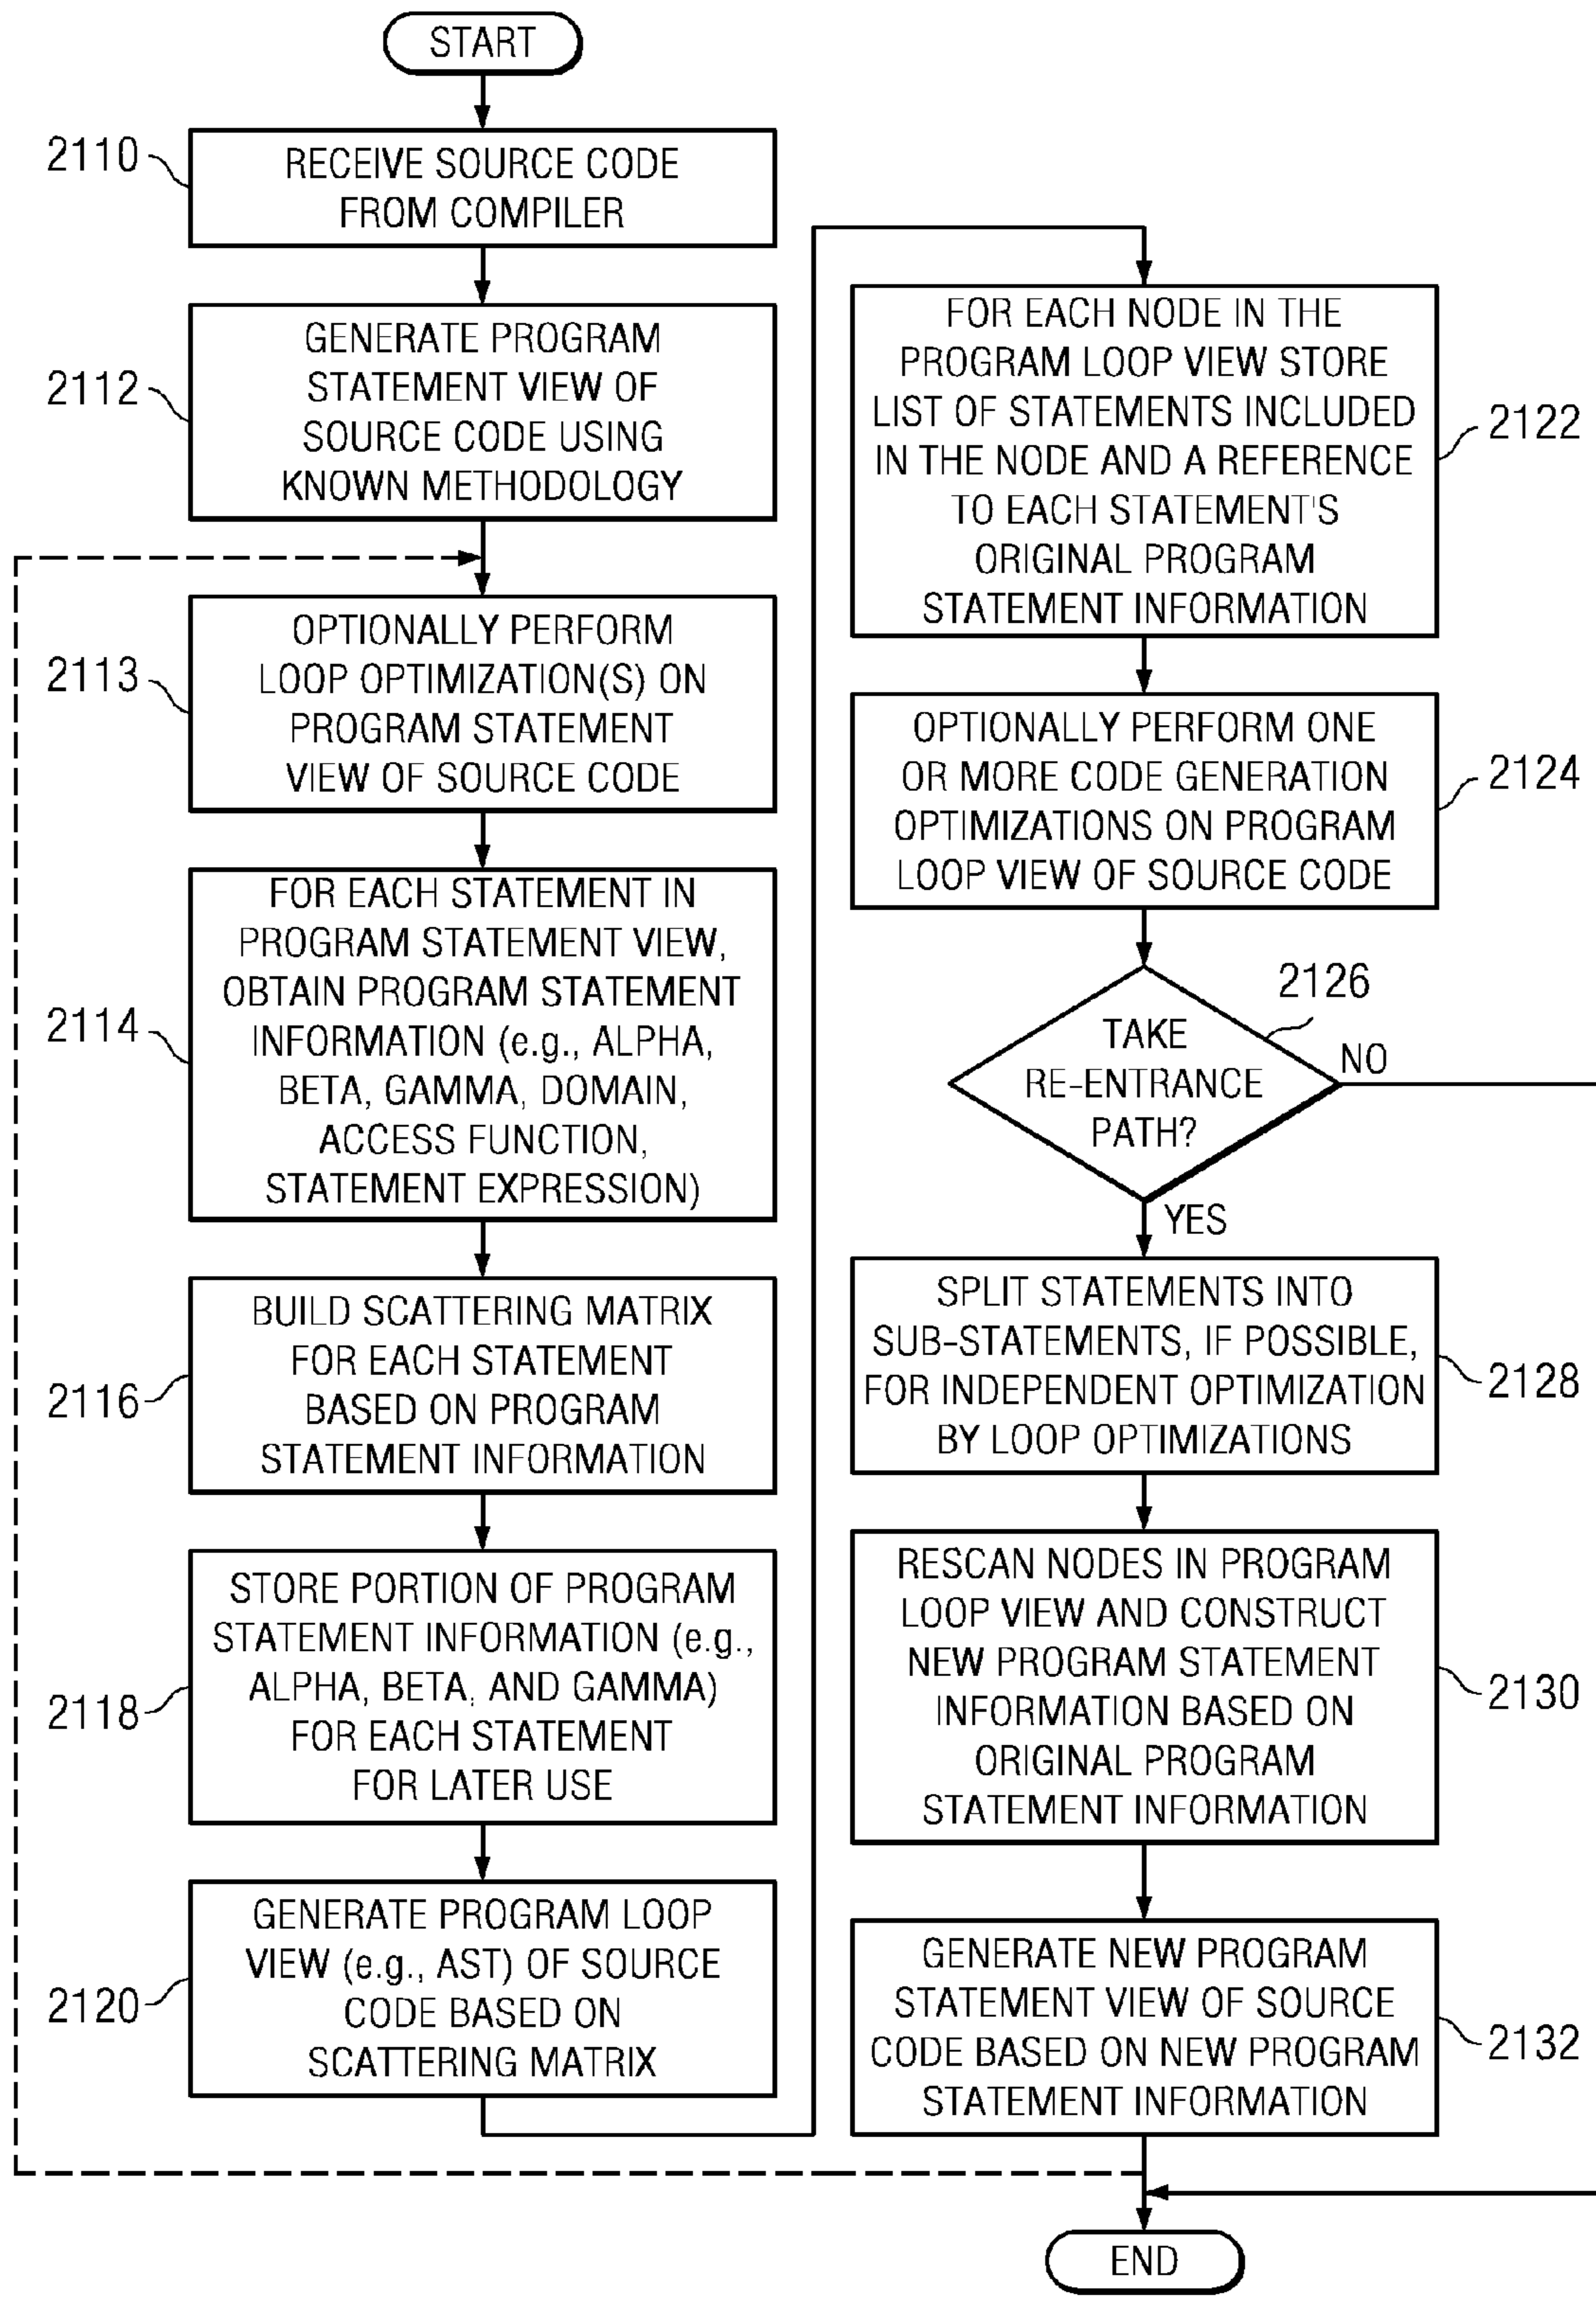 START
2110
RECEIVE SOURCE CODE
FROM COMPILER
2112
GENERATE PROGRAM
STATEMENT VIEW OF
SOURCE CODE USING
KNOWN METHODOLOGY
2113
OPTIONALLY PERFORM
LOOP OPTIMIZATION(S) ON
PROGRAM STATEMENT
VIEW OF SOURCE CODE
2114
FOR EACH STATEMENT IN
PROGRAM STATEMENT VIEW,
OBTAIN PROGRAM STATEMENT
INFORMATION (e.g., ALPHA,
BETA, GAMMA, DOMAIN,
ACCESS FUNCTION,
STATEMENT EXPRESSION)
2116
BUILD SCATTERING MATRIX
FOR EACH STATEMENT
BASED ON PROGRAM
STATEMENT INFORMATION
2118
STORE PORTION OF PROGRAM
STATEMENT INFORMATION (e.g.,
ALPHA, BETA, AND GAMMA)
FOR EACH STATEMENT
FOR LATER USE
2120
GENERATE PROGRAM LOOP
VIEW (e.g., AST) OF SOURCE
CODE BASED ON
SCATTERING MATRIX
FOR EACH NODE IN THE
PROGRAM LOOP VIEW STORE
LIST OF STATEMENTS INCLUDED
IN THE NODE AND A REFERENCE
TO EACH STATEMENT'S
ORIGINAL PROGRAM
STATEMENT INFORMATION
2122
OPTIONALLY PERFORM ONE
OR MORE CODE GENERATION
OPTIMIZATIONS ON PROGRAM
LOOP VIEW OF SOURCE CODE
2124
2126
TAKE
RE-ENTRANCE
PATH?
NO
YES
SPLIT STATEMENTS INTO
SUB-STATEMENTS, IF POSSIBLE,
FOR INDEPENDENT OPTIMIZATION
BY LOOP OPTIMIZATIONS
2128
RESCAN NODES IN PROGRAM
LOOP VIEW AND CONSTRUCT
NEW PROGRAM STATEMENT
INFORMATION BASED ON
ORIGINAL PROGRAM
STATEMENT INFORMATION
2130
GENERATE NEW PROGRAM
STATEMENT VIEW OF SOURCE
CODE BASED ON NEW PROGRAM
STATEMENT INFORMATION
2132
END